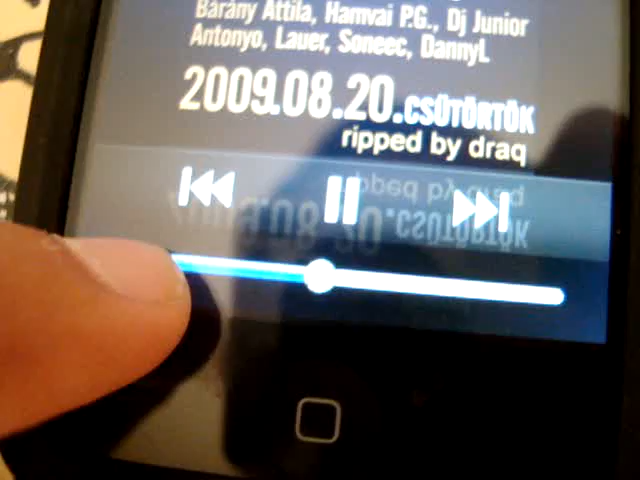 Bárány Attila, Hamvai P.G., Dj Junior
Antonyo, Lauer, Soneec, DannyL
2009.08.20.CSÜTÖRTÖK
ripped by draq